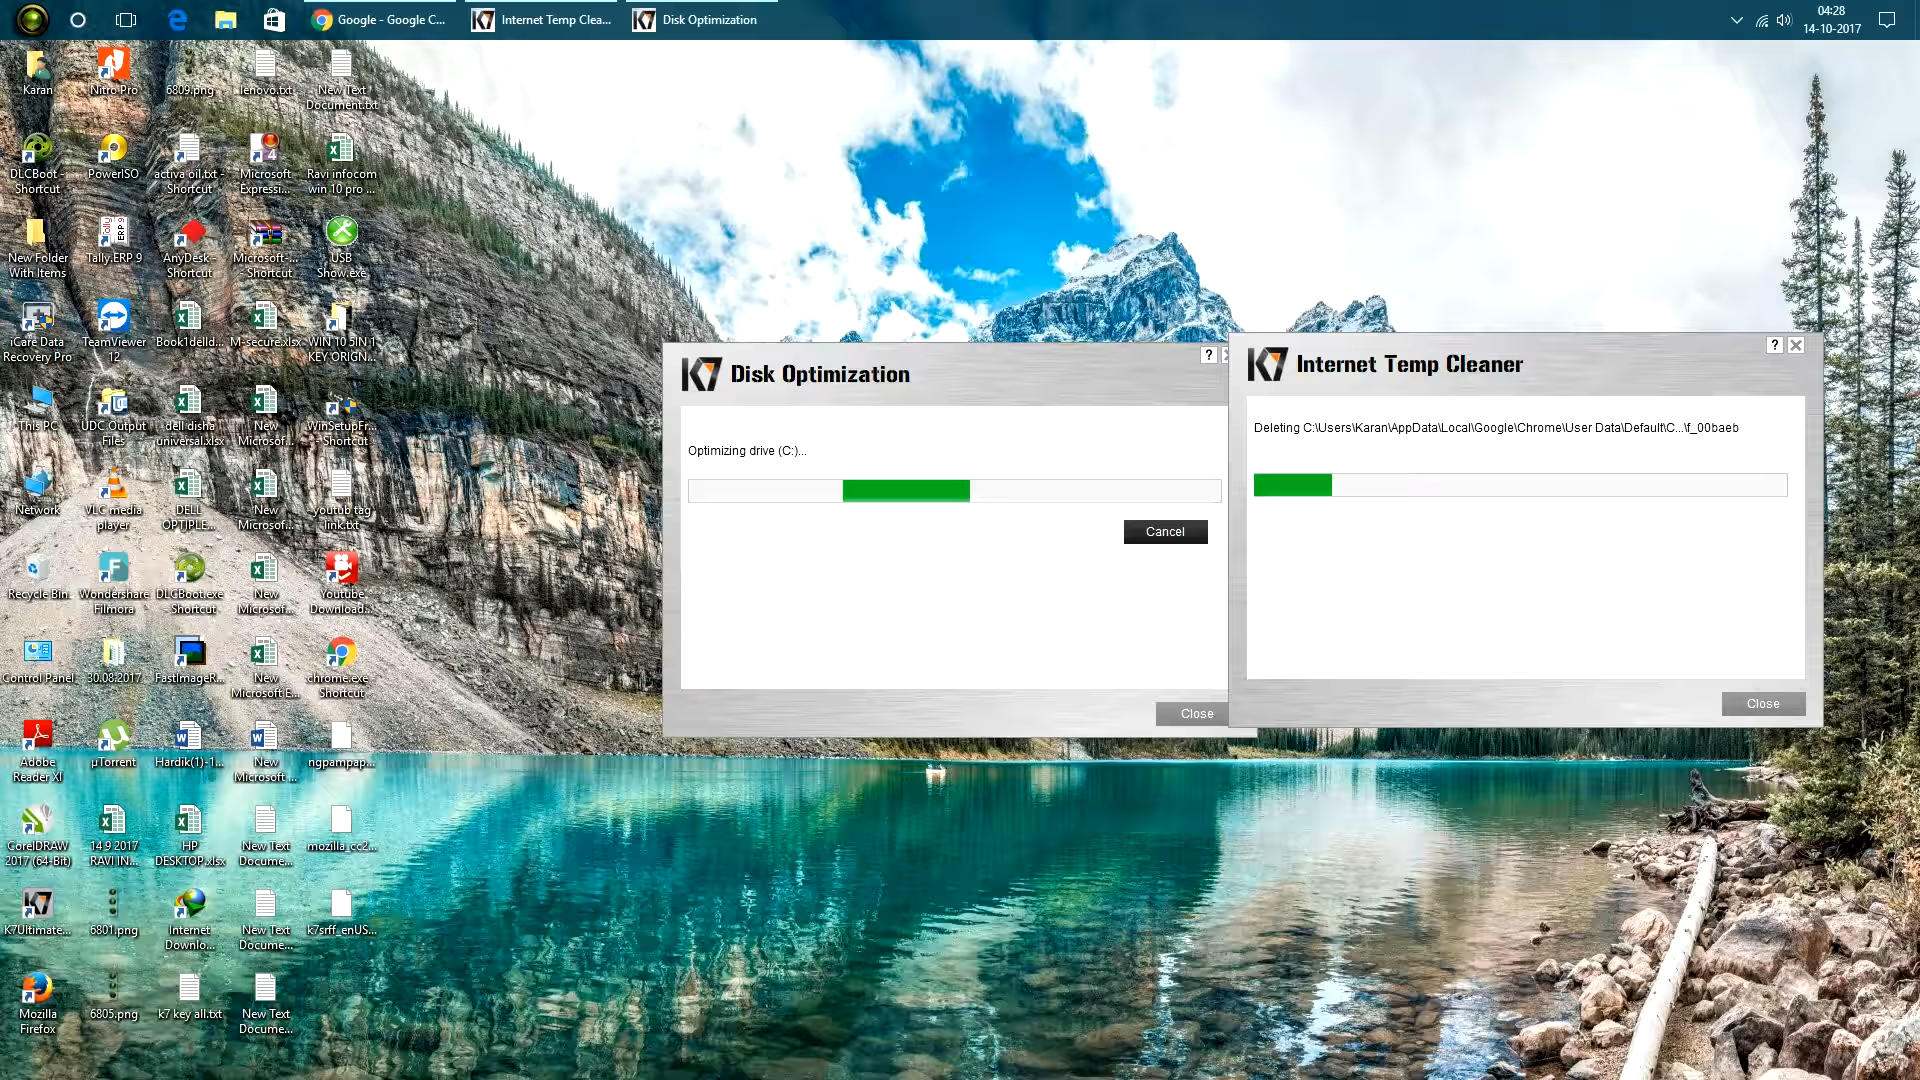 Google - Google C...
Internet Temp Clea...
Disk Optimization
04:28
14-10-2017
Karan
Nitro Pro
6809.png
lenovo.txt
New Text
Document.txt
DLCBoot -
Shortcut
PowerISO
activa oil.txt -
Shortcut
Microsoft
Expressi...
Ravi infocom
win 10 pro ...
New Folder
With Items
Tally.ERP 9
AnyDesk -
Shortcut
Microsoft-...
- Shortcut
USB
Show.exe
iCare Data
Recovery Pro
TeamViewer
12
Book1delld...
M-secure.xlsx
WIN 10 5IN 1
KEY ORIGN...
This PC
UDC Output
Files
dell disha
universal.xlsx
New
Microsof...
WinSetupFr...
- Shortcut
Network
VLC media
player
DELL
OPTIPLE...
New
Microsof...
youtub tag
link.txt
Recycle Bin
Wondershare
Filmora
DLCBoot.exe
- Shortcut
New
Microsof...
Youtube
Download...
Control Panel
30.08.2017
FastImageR...
New
Microsoft E...
chrome.exe -
Shortcut
Adobe
Reader XI
µTorrent
Hardik(1)-1...
New
Microsoft ...
ngpampap...
CorelDRAW
2017 (64-Bit)
14 9 2017
RAVI IN...
HP
DESKTOP.xlsx
New Text
Docume...
mozilla_cc2...
K7Ultimate...
6801.png
Internet
Downlo...
New Text
Docume...
k7srff_enUS...
Mozilla
Firefox
6805.png
k7 key all.txt
New Text
Docume...
K7 Disk Optimization
?
Optimizing drive (C:)...
Cancel
Close
K7 Internet Temp Cleaner
?
Deleting C:\Users\Karan\AppData\Local\Google\Chrome\User Data\Default\C...\f_00baeb
Close